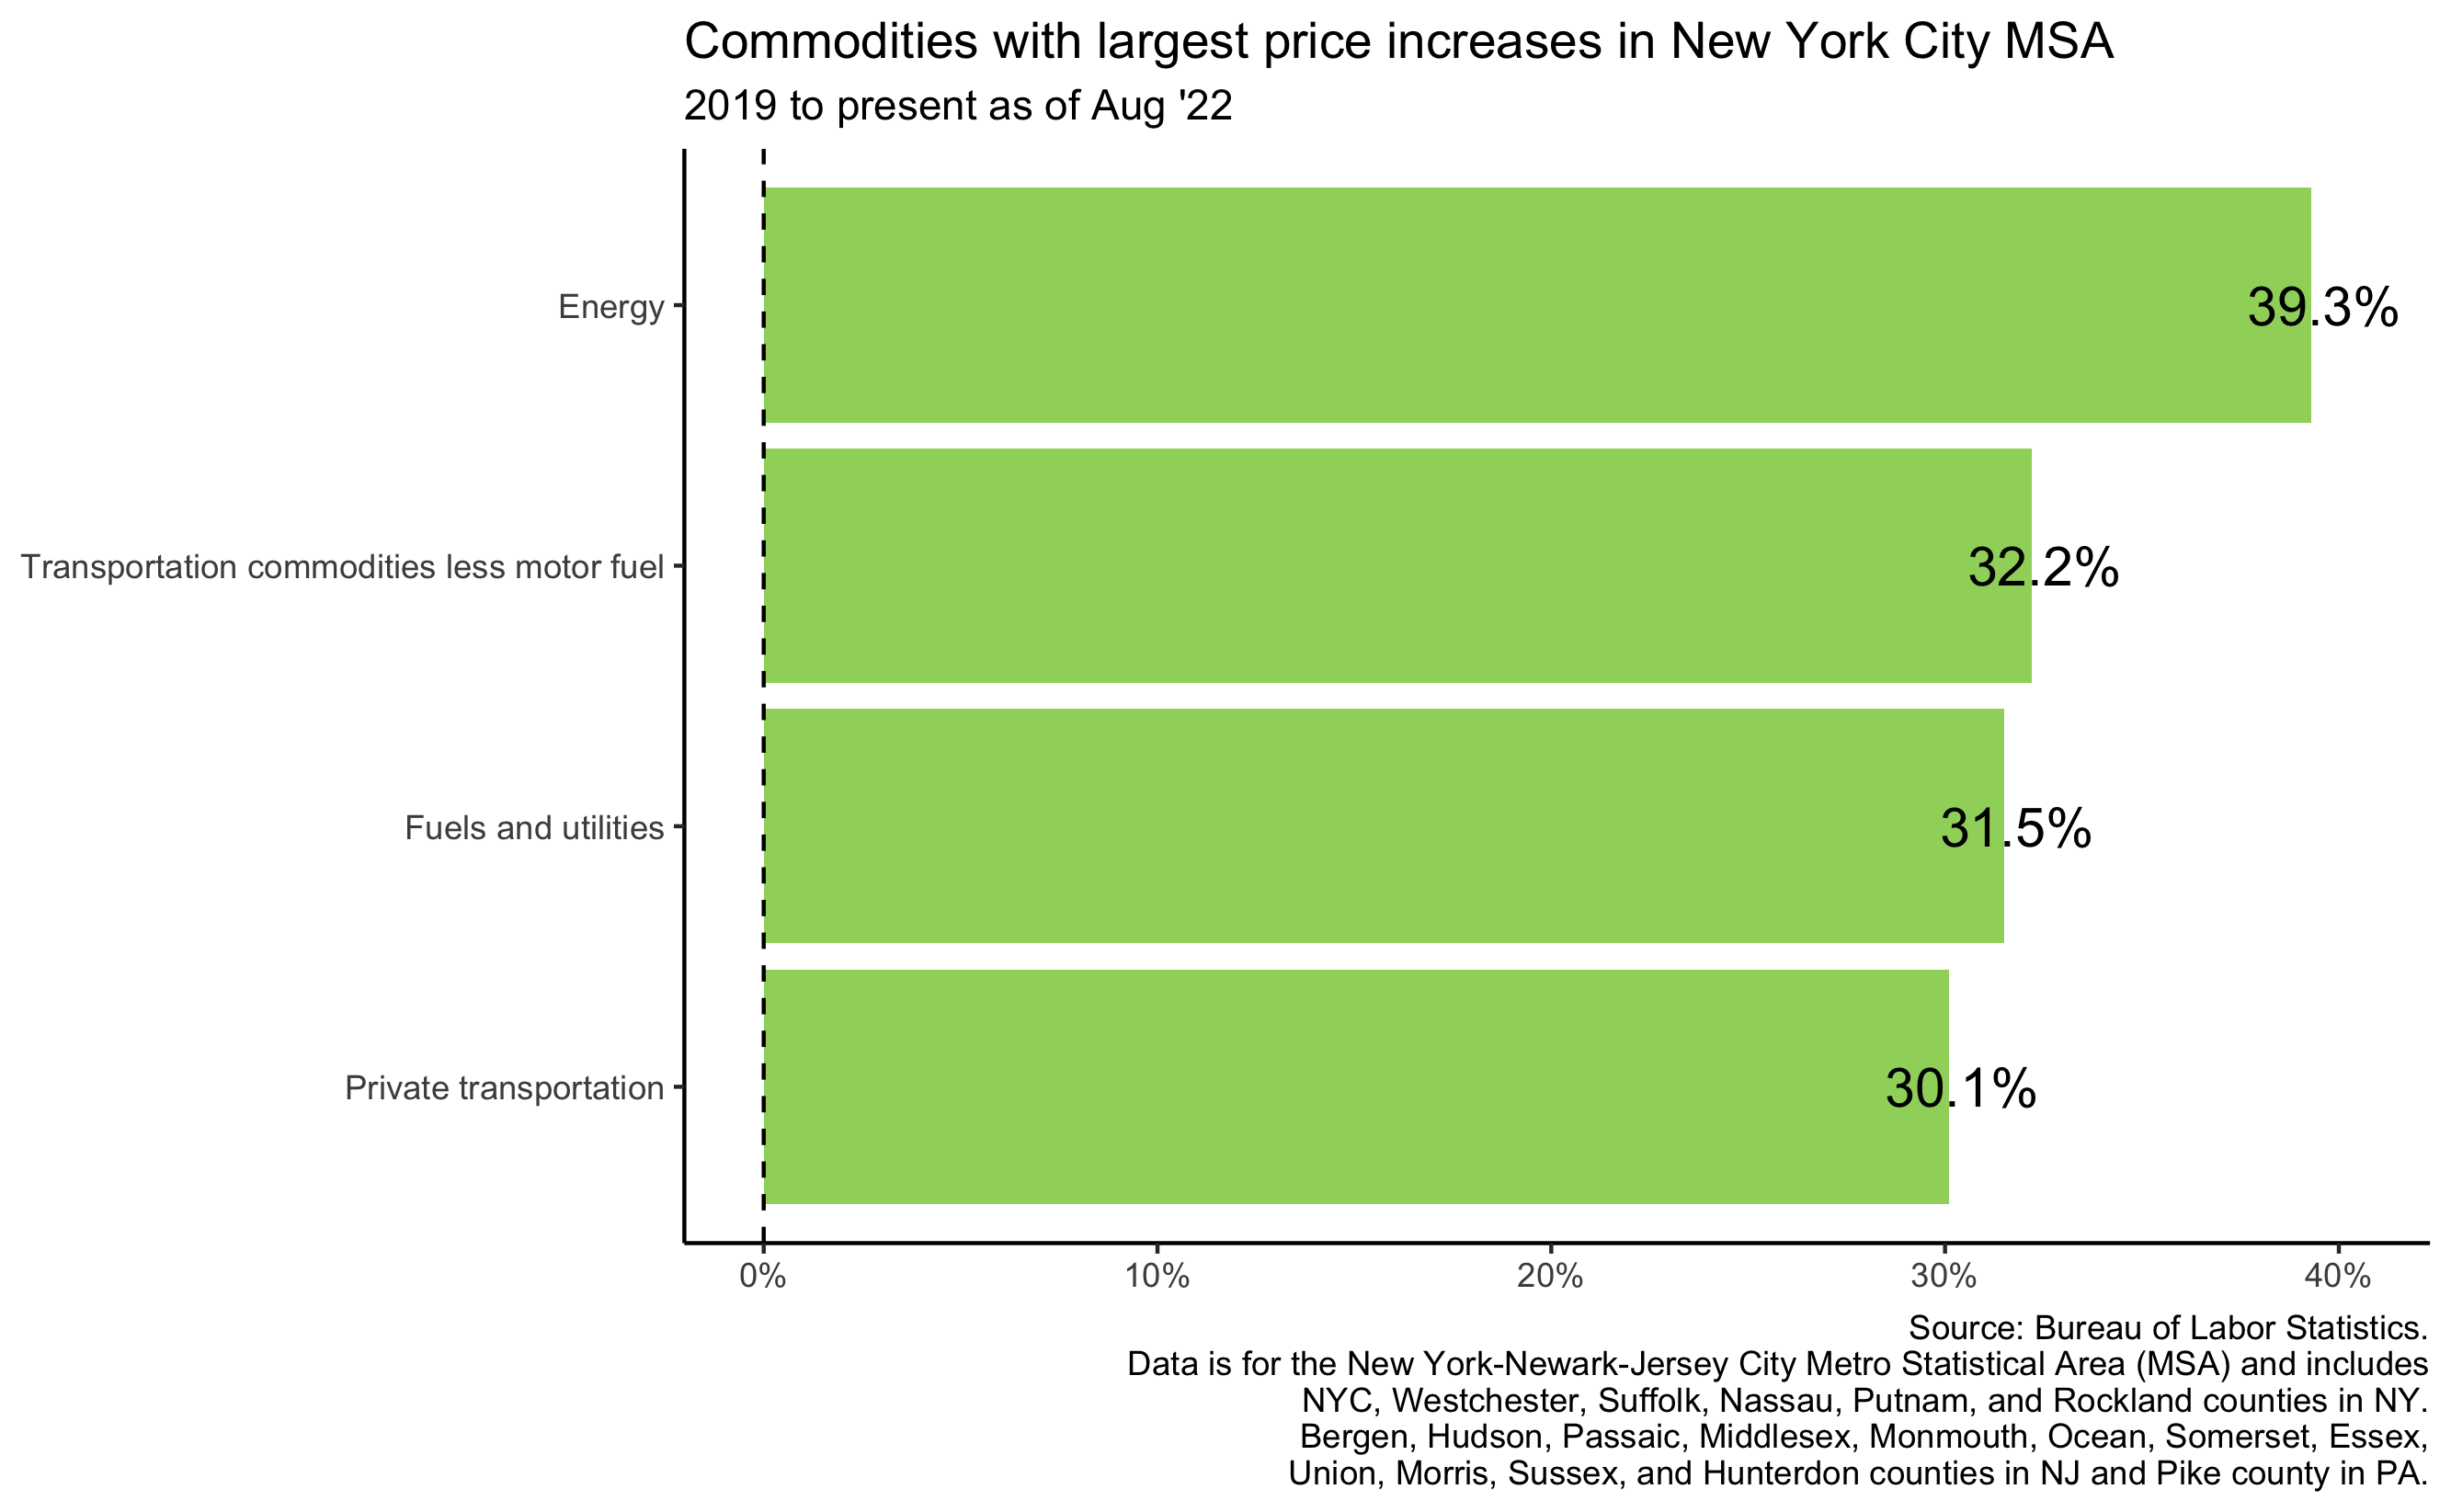 Commodities with largest price increases in New York City MSA
2019 to present as of Aug '22
Energy
39.3%
Transportation commodities less motor fuel
32.2%
Fuels and utilities
31.5%
Private transportation
30.1%
0%
10%
20%
30%
40%
Source: Bureau of Labor Statistics.
Data is for the New York-Newark-Jersey City Metro Statistical Area (MSA) and includes
NYC, Westchester, Suffolk, Nassau, Putnam, and Rockland counties in NY.
Bergen, Hudson, Passaic, Middlesex, Monmouth, Ocean, Somerset, Essex,
Union, Morris, Sussex, and Hunterdon counties in NJ and Pike county in PA.